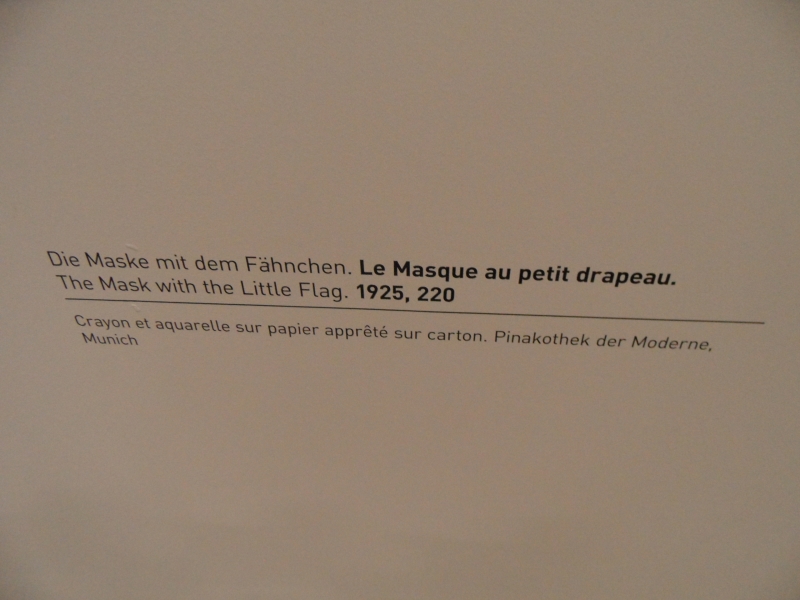 Die Maske mit dem Fähnchen. Le Masque au petit drapeau.
The Mask with the Little Flag. 1925, 220
Crayon et aquarelle sur papier apprêté sur carton. Pinakothek der Moderne,
Munich